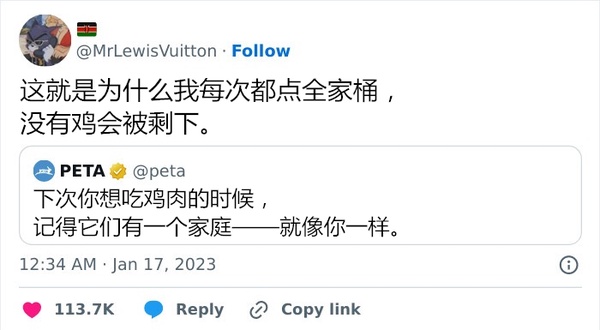 @MrLewisVuitton · Follow
这就是为什么我每次都点全家桶，
没有鸡会被剩下。
PETA @peta
下次你想吃鸡肉的时候，
记得它们有一个家庭——就像你一样。
12:34 AM · Jan 17, 2023
113.7K Reply Copy link